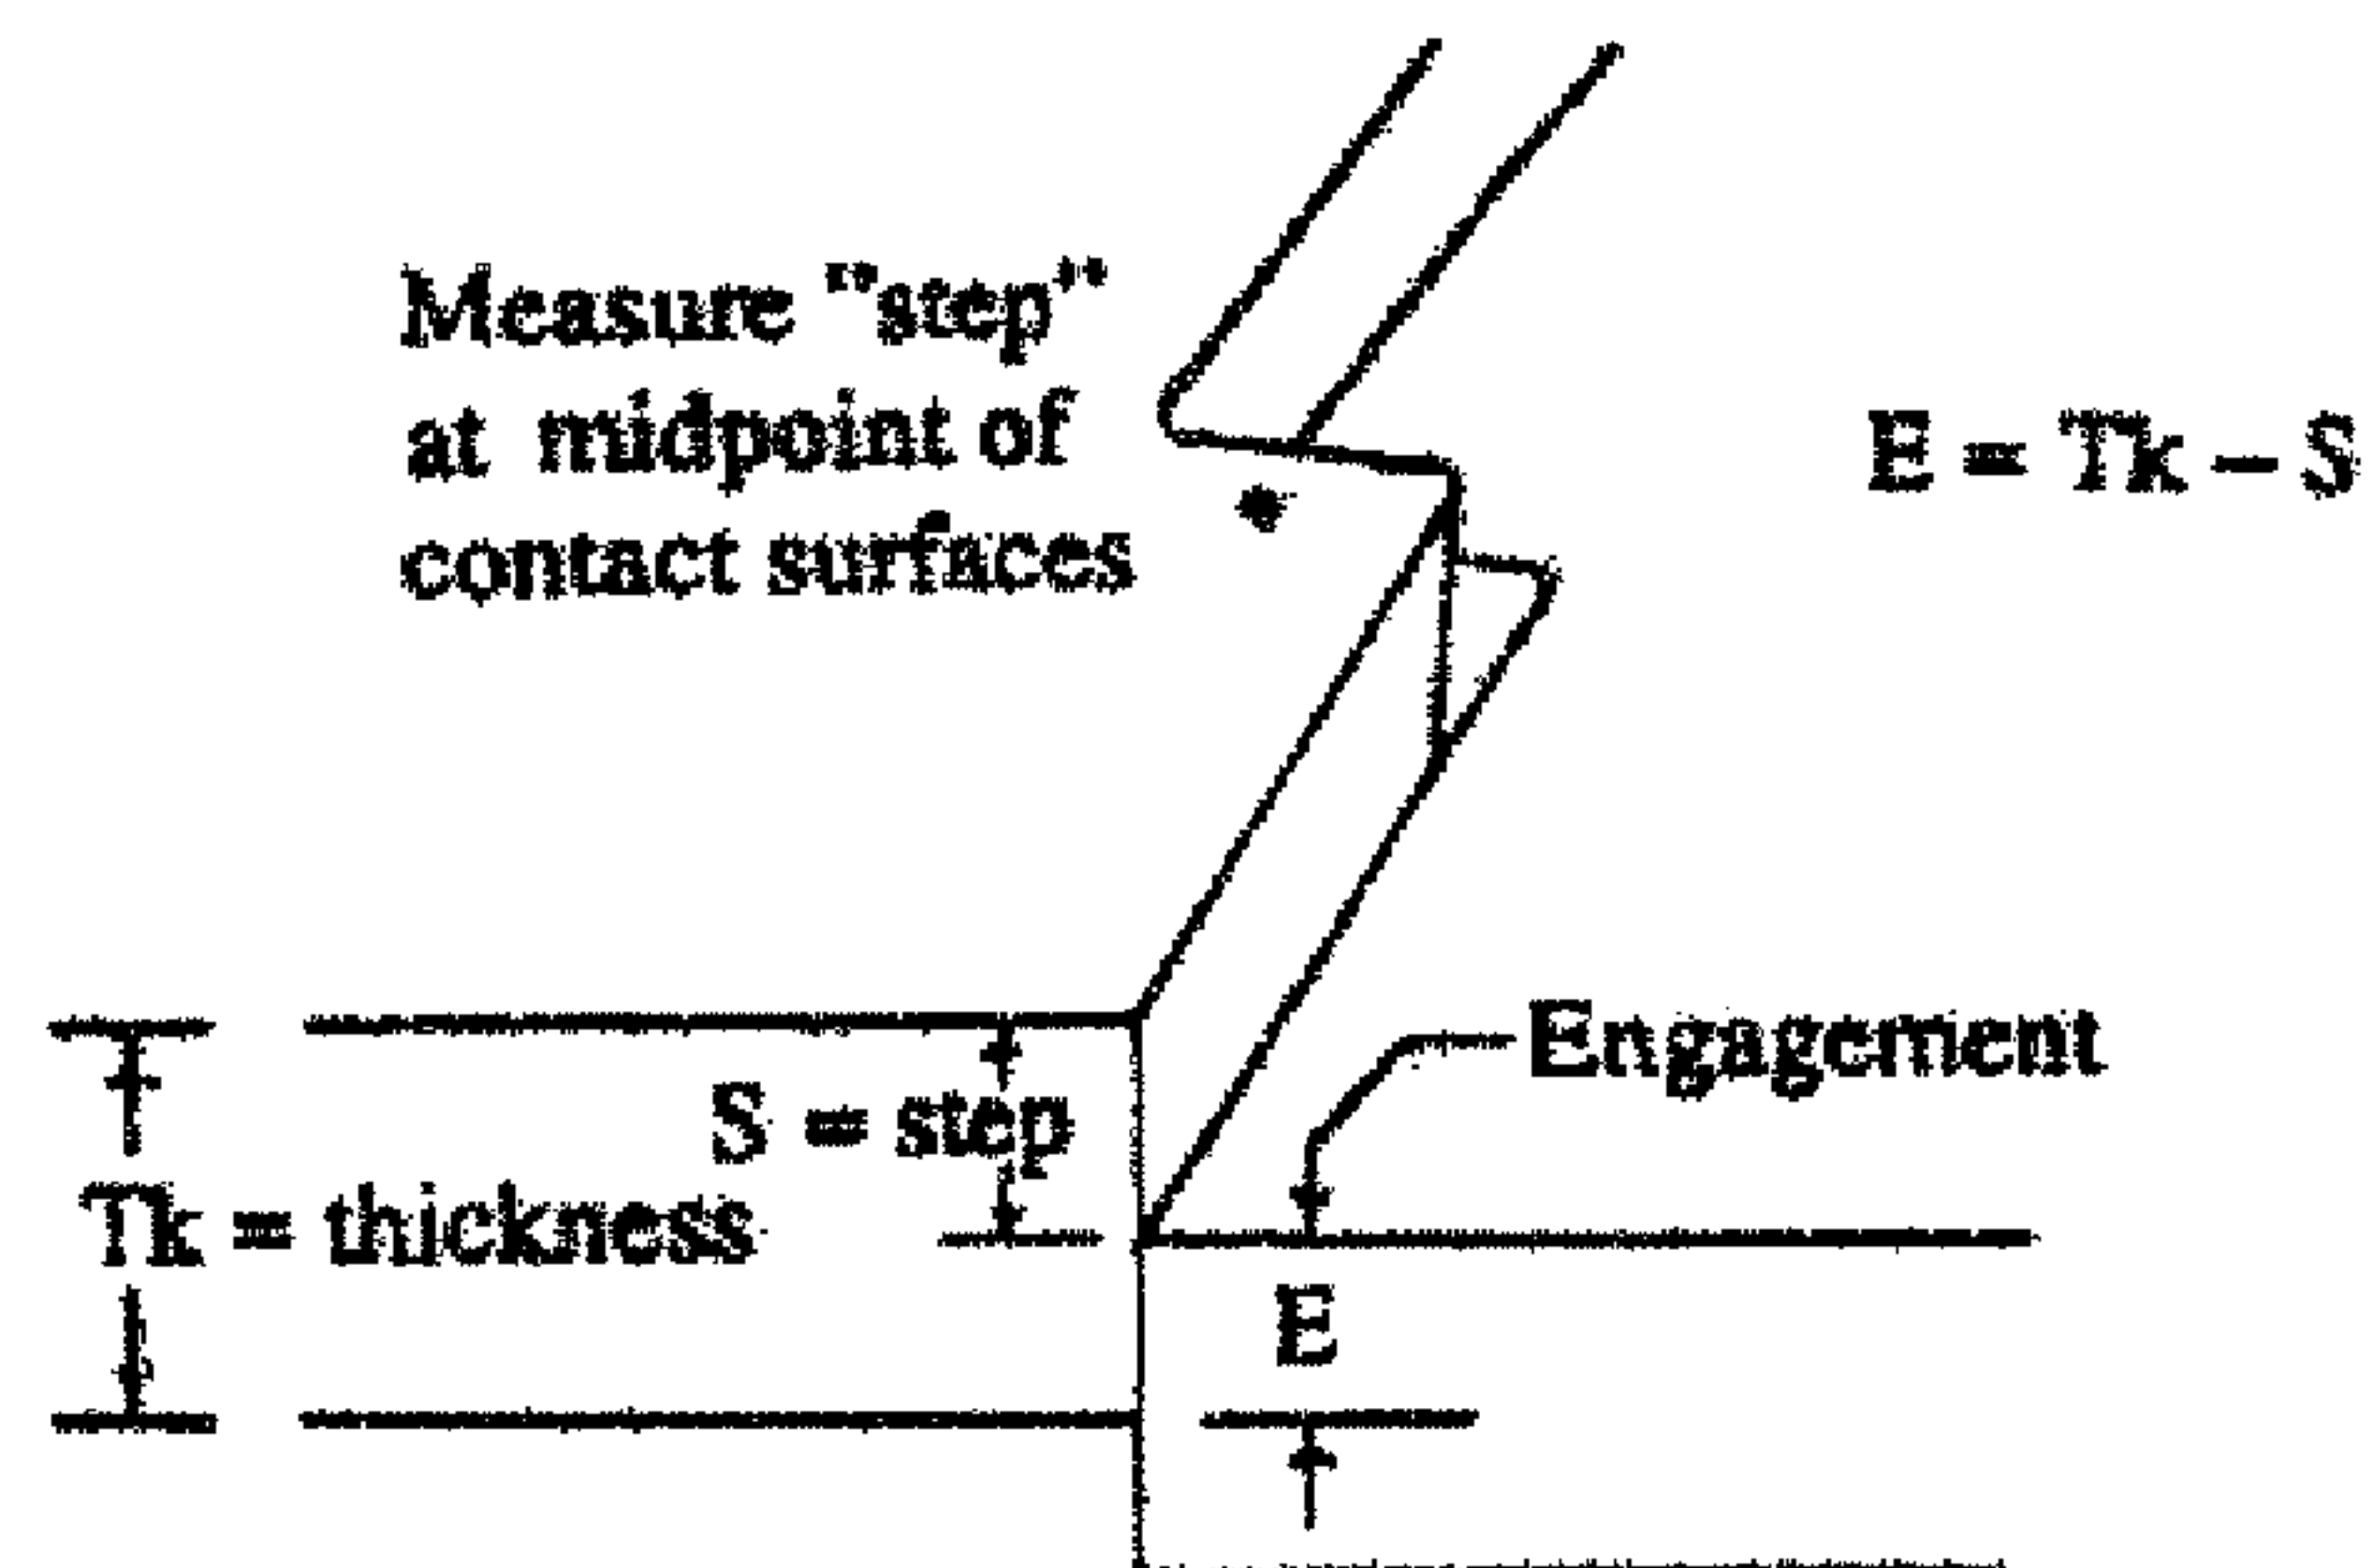 Measure "step"
at midpoint of
contact surfaces
E = Tk – S
Engagement
S = step
Tk = thickness
E